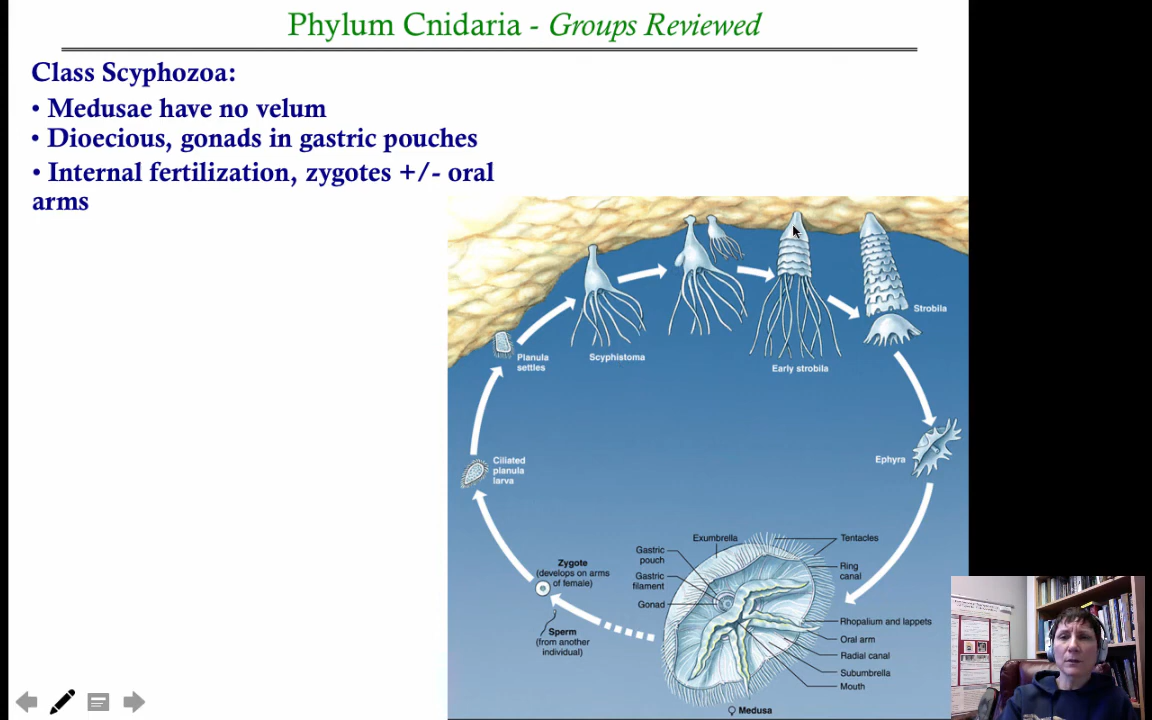 Phylum Cnidaria - Groups Reviewed
Class Scyphozoa:
• Medusae have no velum
• Dioecious, gonads in gastric pouches
• Internal fertilization, zygotes +/- oral
arms
Strobila
Planula
settles
Scyphistoma
Early strobila
Ciliated
planula
larva
Ephyra
Exumbrella
Tentacles
Gastric
pouch
Ring
canal
Gastric
filament
Gonad
Zygote
(develops on arms
of female)
Rhopalium and lappets
Sperm
(from another
individual)
Oral arm
Radial canal
Subumbrella
Mouth
♀ Medusa